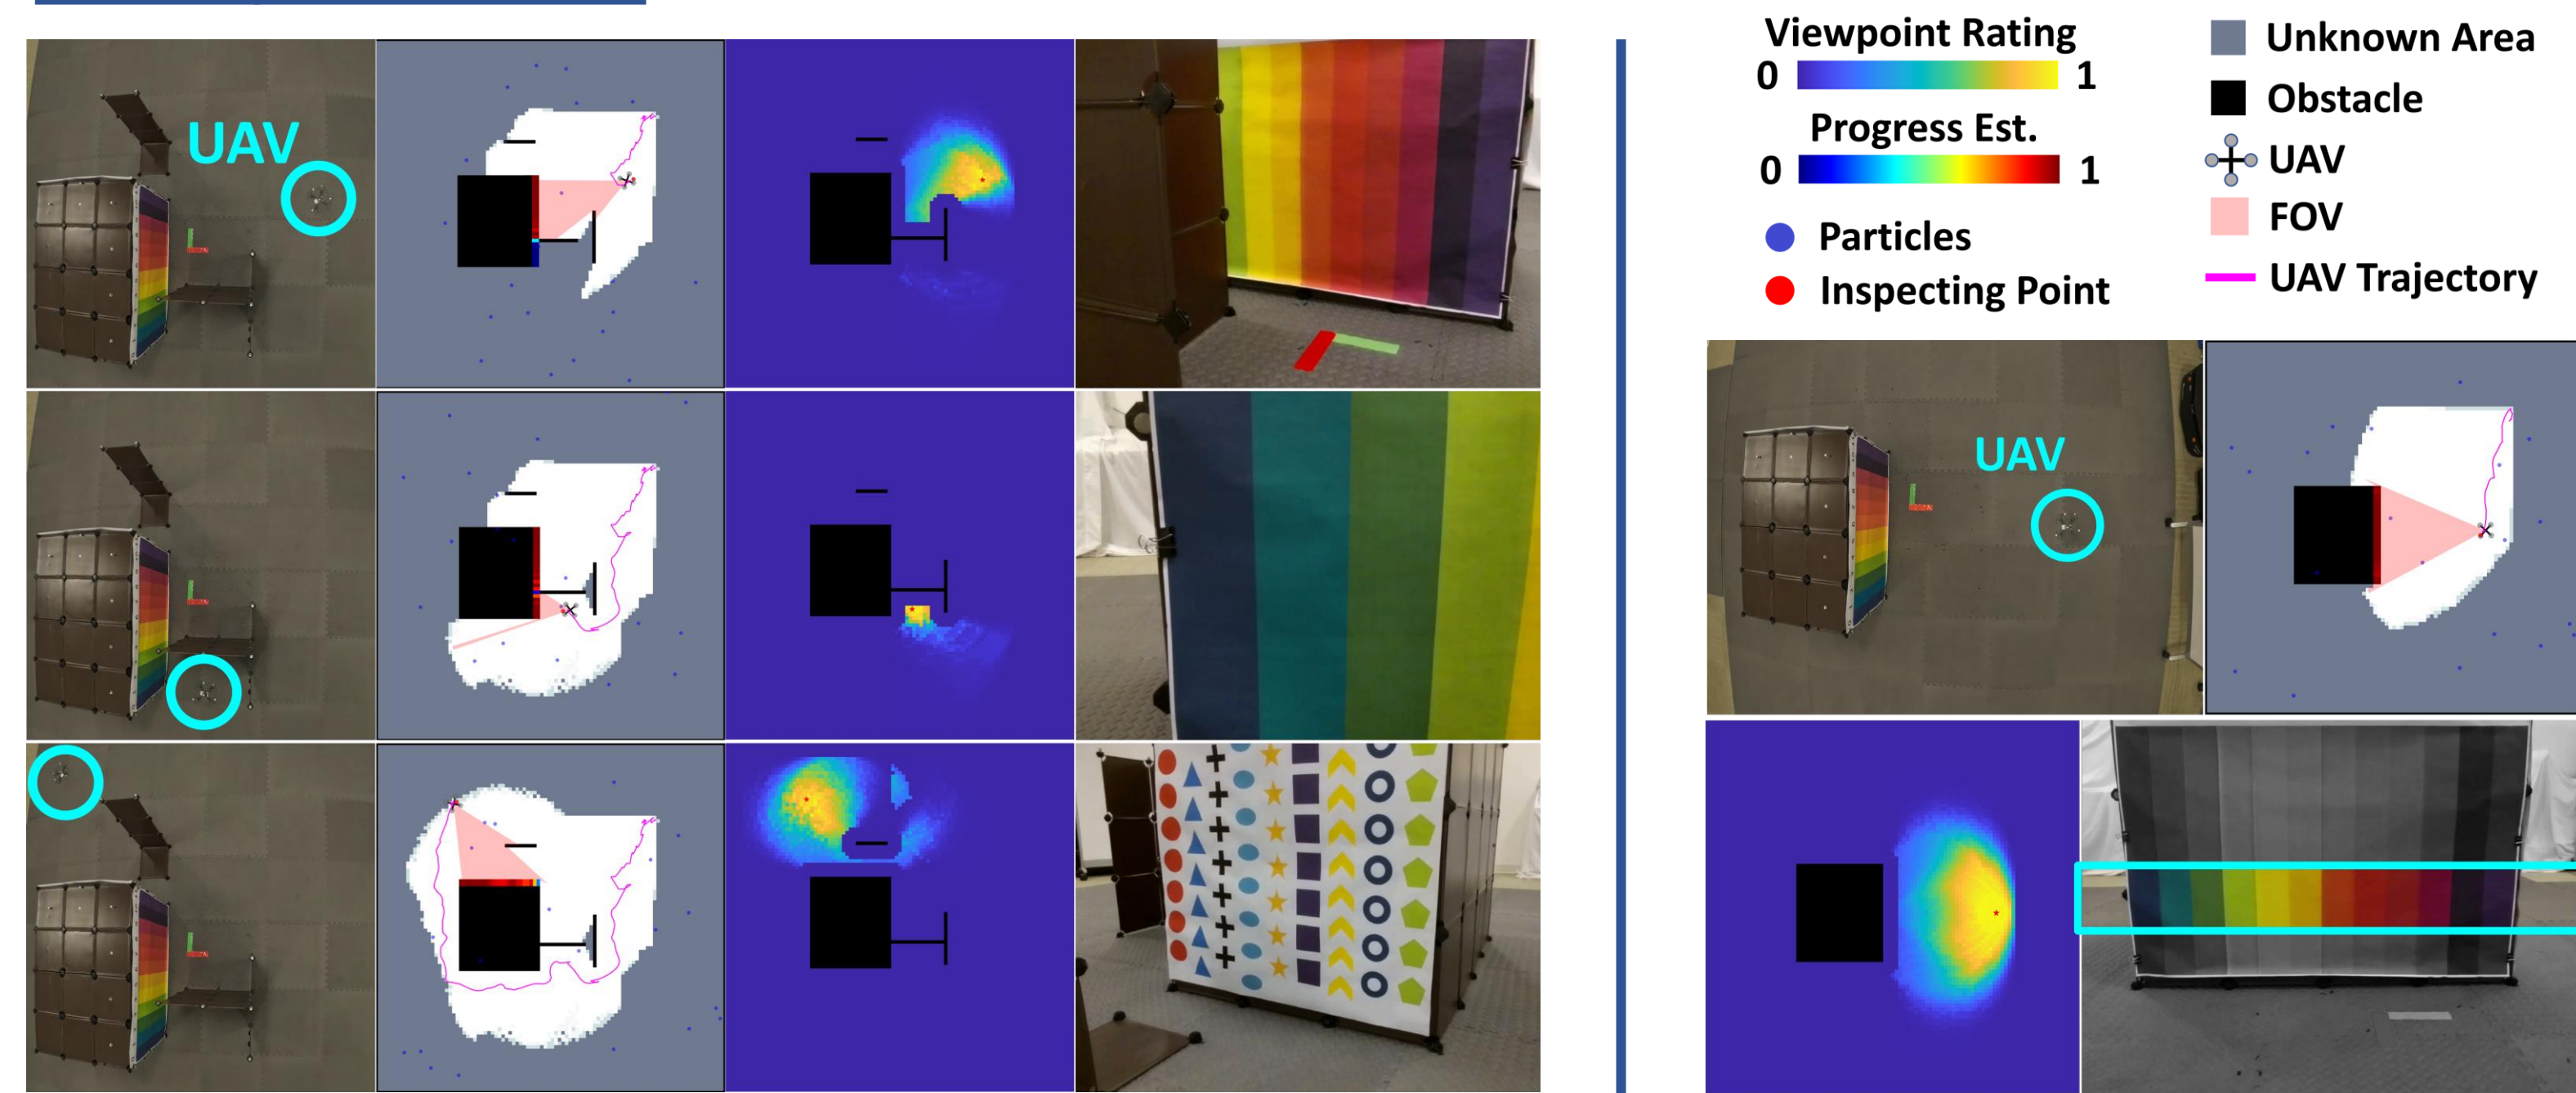 UAV
Viewpoint Rating
0 1
Progress Est.
0 1
Particles
Inspecting Point
Unknown Area
Obstacle
UAV
FOV
UAV Trajectory
UAV